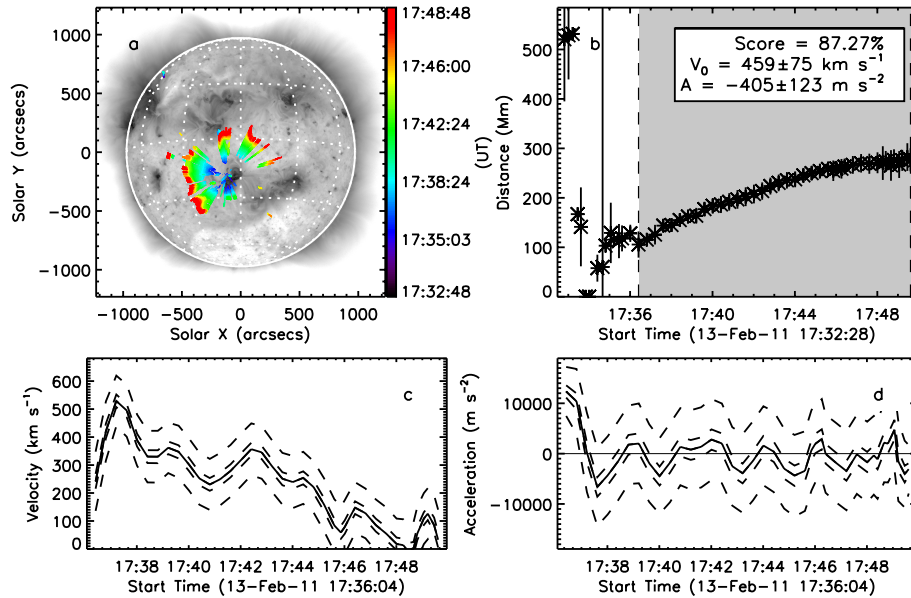 a
1000
500
0
−500
−1000
Solar Y (arcsecs)
−1000 −500 0 500 1000
Solar X (arcsecs)
17:48:48
17:46:00
17:42:24
17:38:24
17:35:03
17:32:48
(UT)
b
Score = 87.27%
V0 = 459±75 km s−1
A = −405±123 m s−2
500
400
300
200
100
0
Distance (Mm)
17:36 17:40 17:44 17:48
Start Time (13−Feb−11 17:32:28)
c
600
500
400
300
200
100
0
Velocity (km s−1)
17:38 17:40 17:42 17:44 17:46 17:48
Start Time (13−Feb−11 17:36:04)
d
10000
0
−10000
Acceleration (m s−2)
17:38 17:40 17:42 17:44 17:46 17:48
Start Time (13−Feb−11 17:36:04)